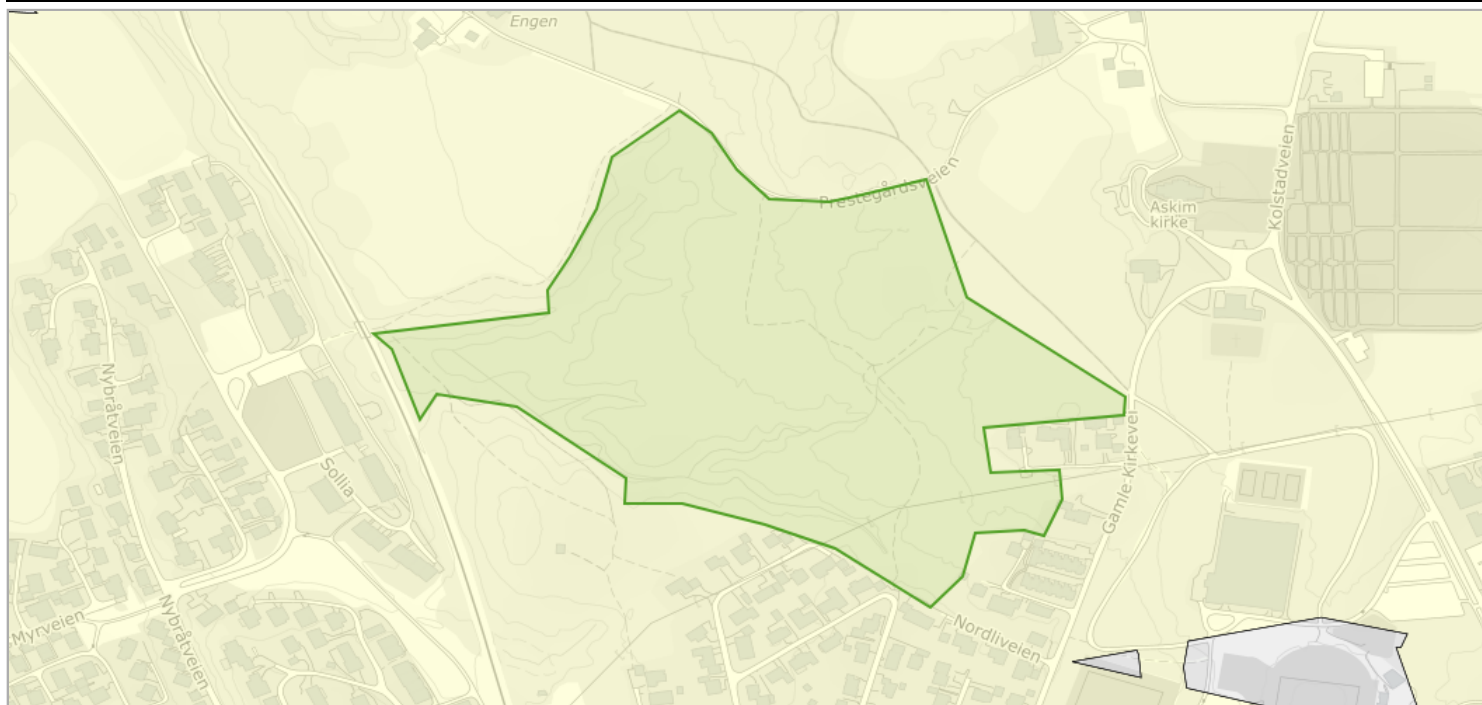 Engen
Prestegårdsveien
Askim
kirke
Kolstadveien
Nybråtveien
Sollia
Gamle Kirkevei
Myrveien
Nybråtveien
Nordliveien